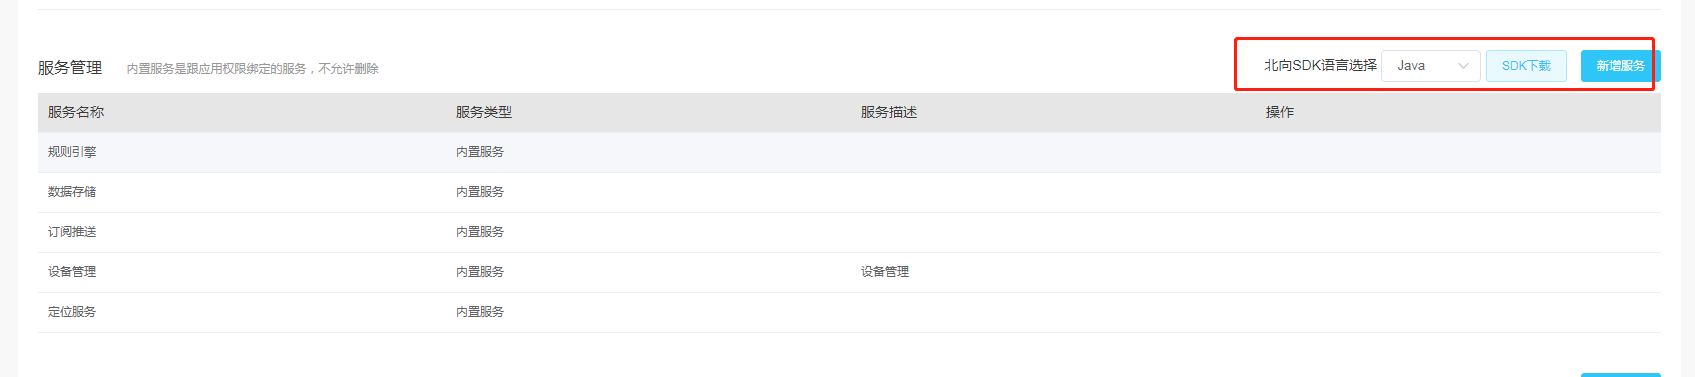 服务管理 内置服务是跟应用权限绑定的服务，不允许删除 北向SDK语言选择 Java SDK下载 新增服务
服务名称 服务类型 服务描述 操作
规则引擎 内置服务
数据存储 内置服务
订阅推送 内置服务
设备管理 内置服务 设备管理
定位服务 内置服务